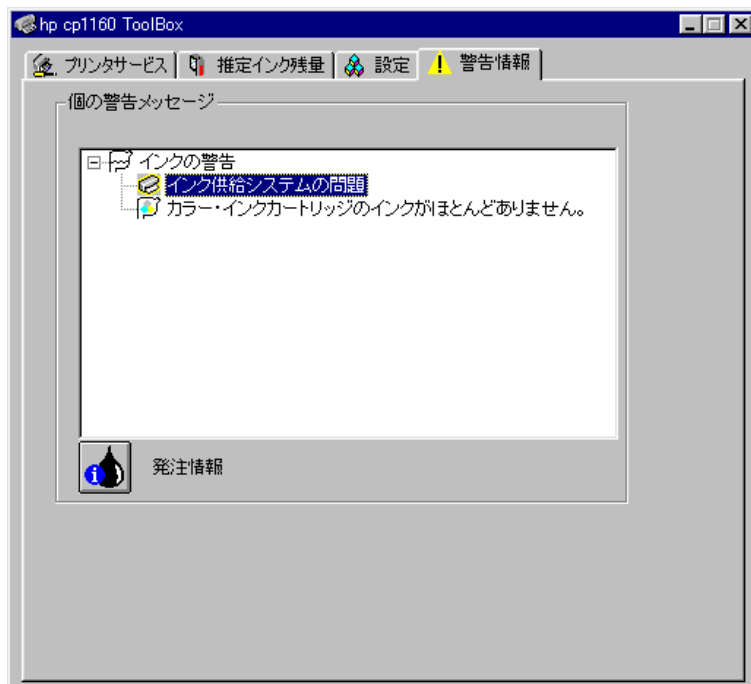 hp cp1160 ToolBox
プリンタサービス 推定インク残量 設定 警告情報
個の警告メッセージ
インクの警告
インク供給システムの問題
カラー・インクカートリッジのインクがほとんどありません。
発注情報